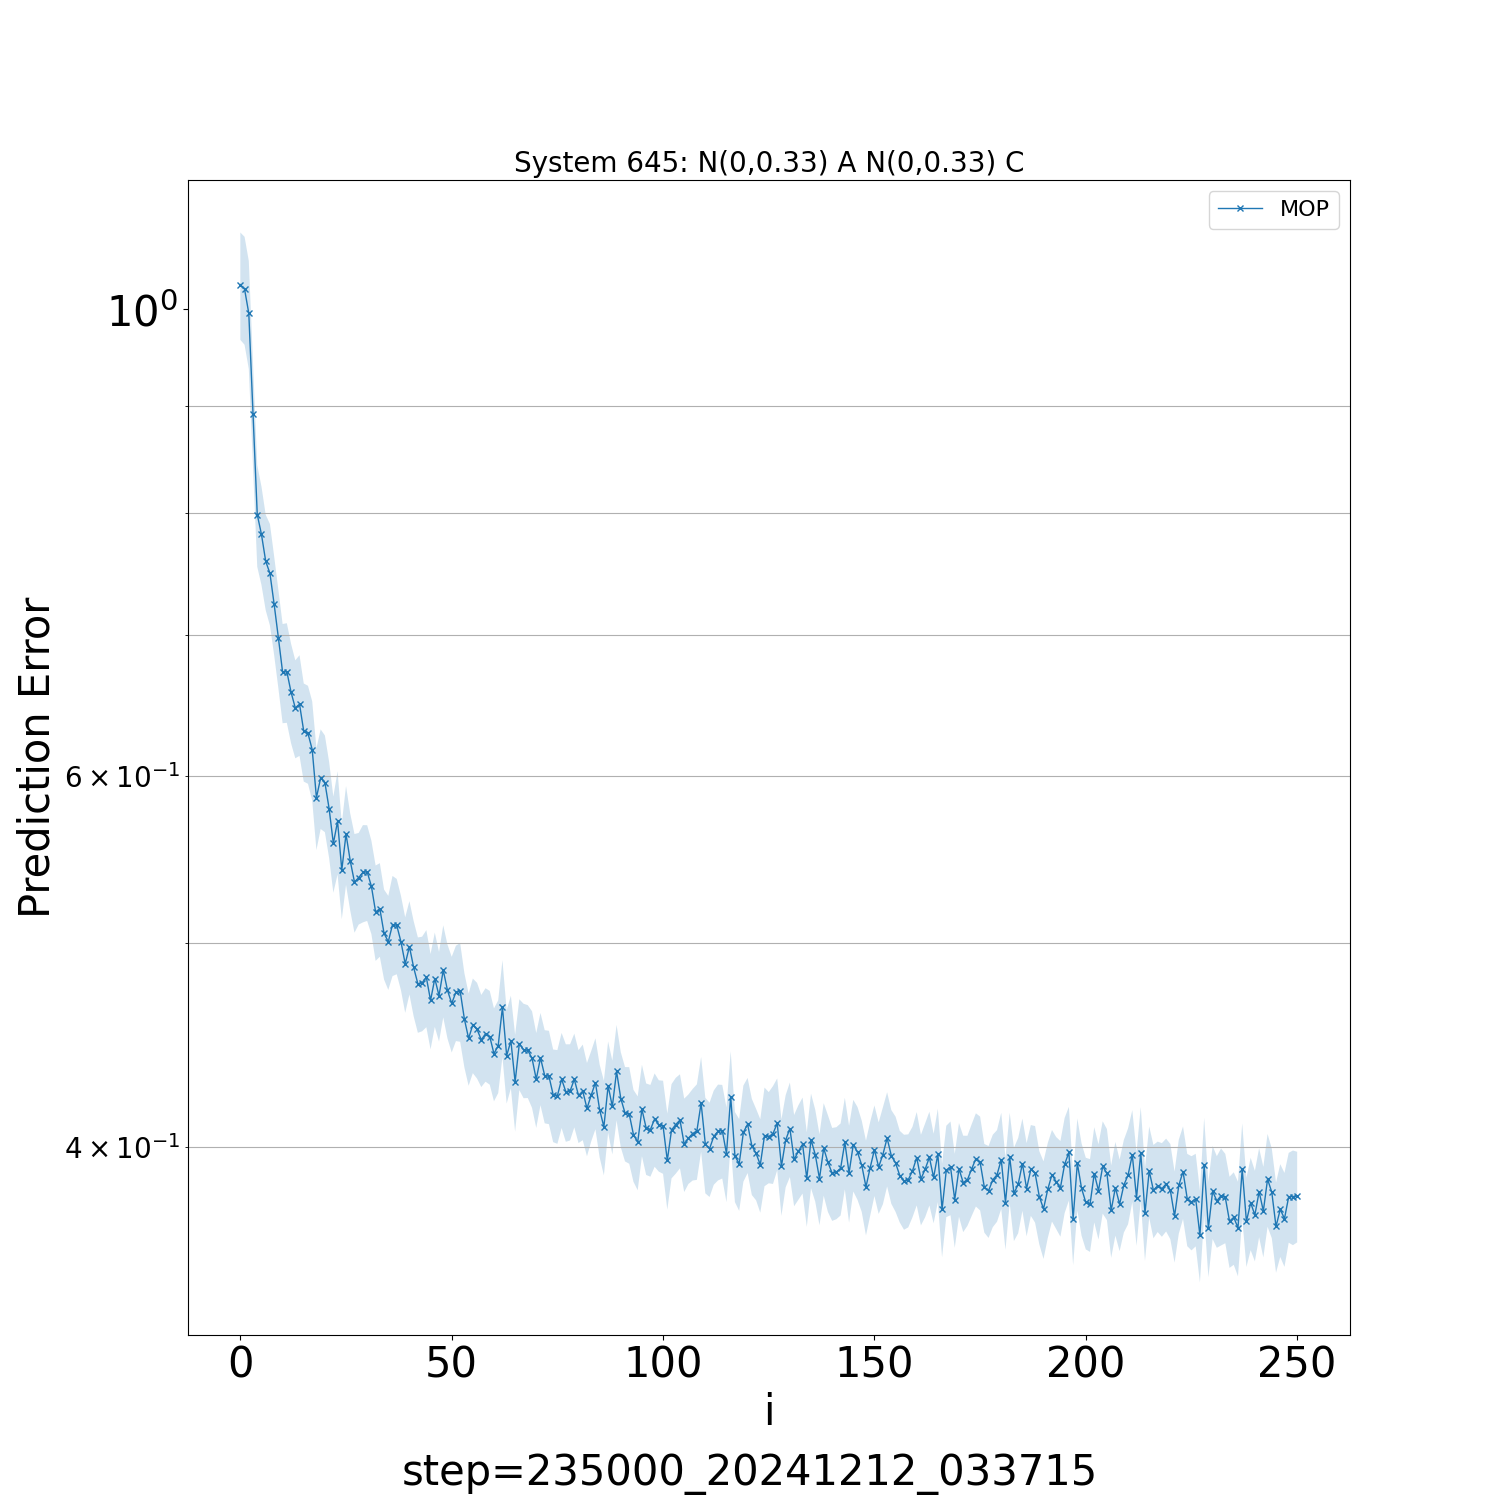 System 645: N(0,0.33) A N(0,0.33) C
MOP
10⁰
6 × 10⁻¹
4 × 10⁻¹
Prediction Error
0 50 100 150 200 250
i
step=235000_20241212_033715